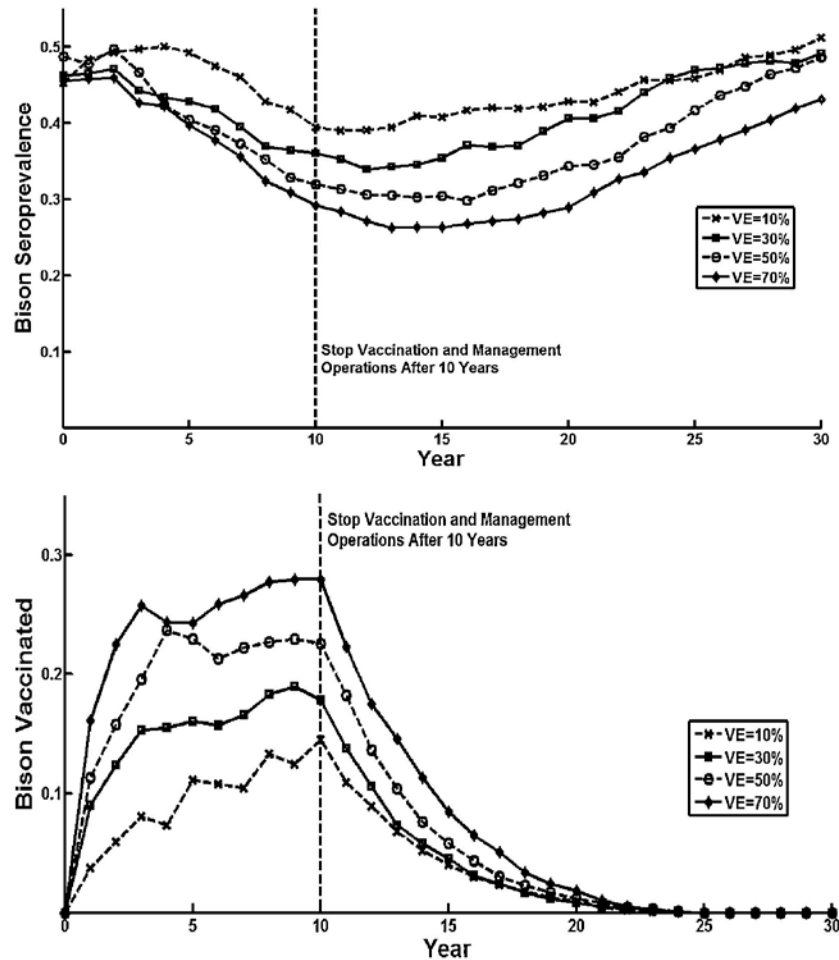 0.5
0.4
0.3
0.2
0.1
Bison Seroprevalence
VE=10%
VE=30%
VE=50%
VE=70%
Stop Vaccination and Management
Operations After 10 Years
0 5 10 15 20 25 30
Year
0.3
0.2
0.1
Bison Vaccinated
Stop Vaccination and Management
Operations After 10 Years
VE=10%
VE=30%
VE=50%
VE=70%
0 5 10 15 20 25 30
Year